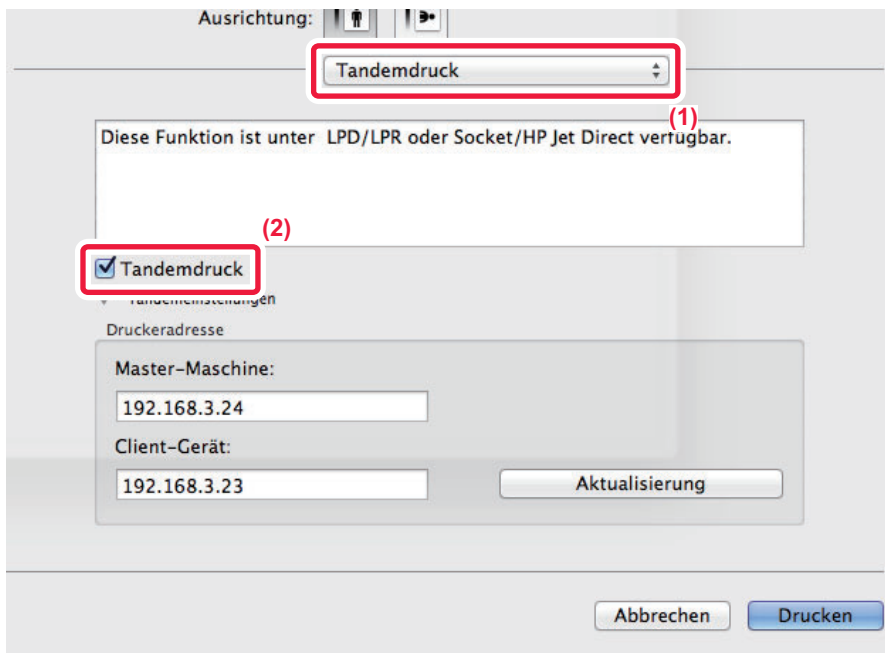 Ausrichtung:
Tandemdruck
(1)
Diese Funktion ist unter LPD/LPR oder Socket/HP Jet Direct verfügbar.
(2)
Tandemdruck
Tandemeinstellungen
Druckeradresse
Master-Maschine:
192.168.3.24
Client-Gerät:
192.168.3.23
Aktualisierung
Abbrechen
Drucken